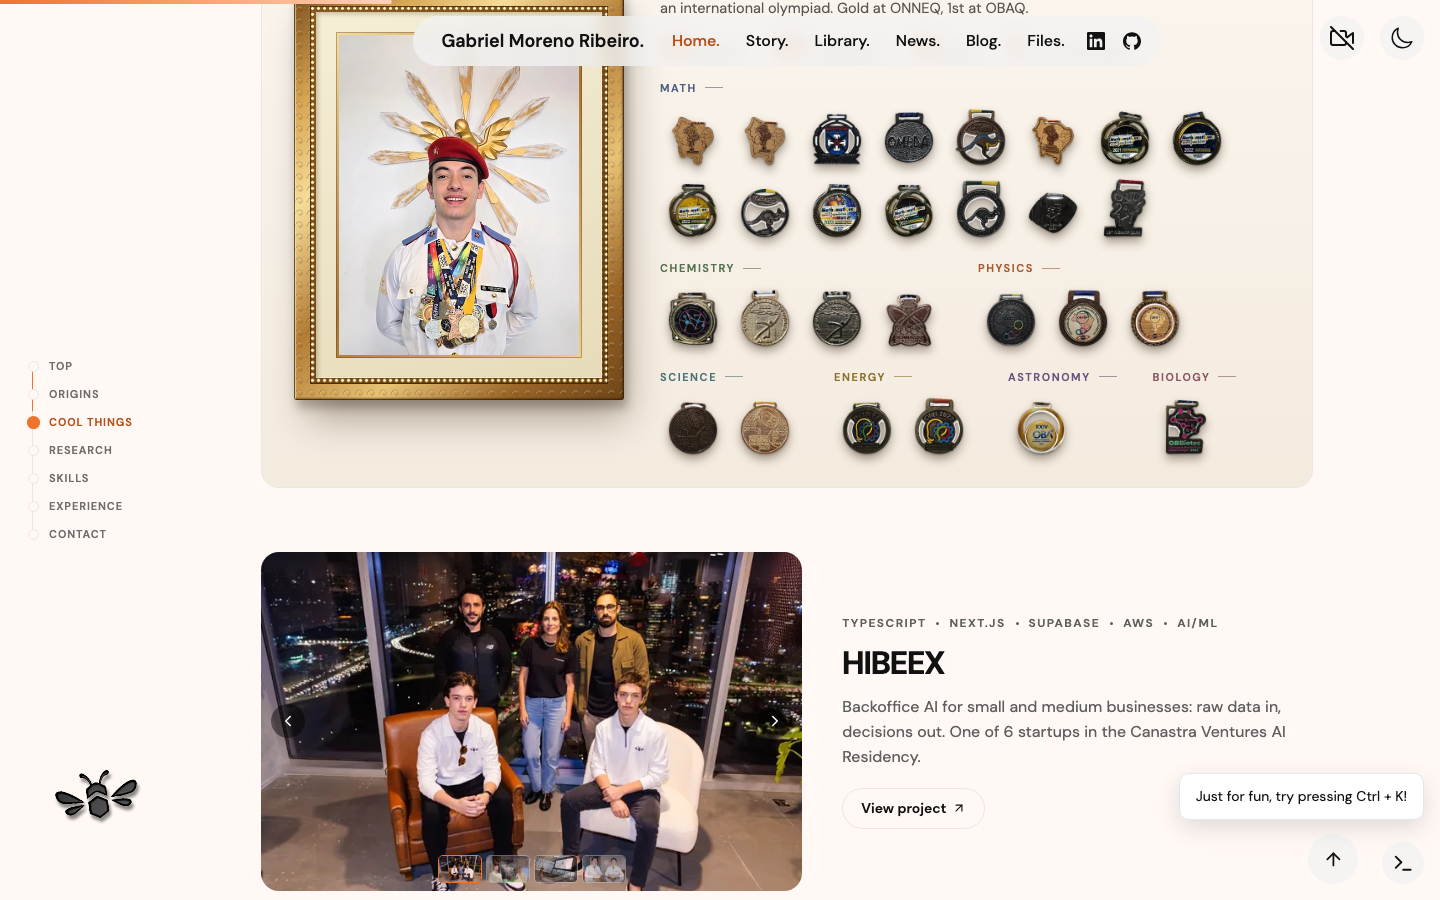 an international olympiad. Gold at ONNEQ, 1st at OBAQ.
Gabriel Moreno Ribeiro.
Home.
Story.
Library.
News.
Blog.
Files.
MATH
CHEMISTRY
PHYSICS
SCIENCE
ENERGY
ASTRONOMY
BIOLOGY
TOP
ORIGINS
COOL THINGS
RESEARCH
SKILLS
EXPERIENCE
CONTACT
TYPESCRIPT • NEXT.JS • SUPABASE • AWS • AI/ML
HIBEEX
Backoffice AI for small and medium businesses: raw data in,
decisions out. One of 6 startups in the Canastra Ventures AI
Residency.
View project
Just for fun, try pressing Ctrl + K!